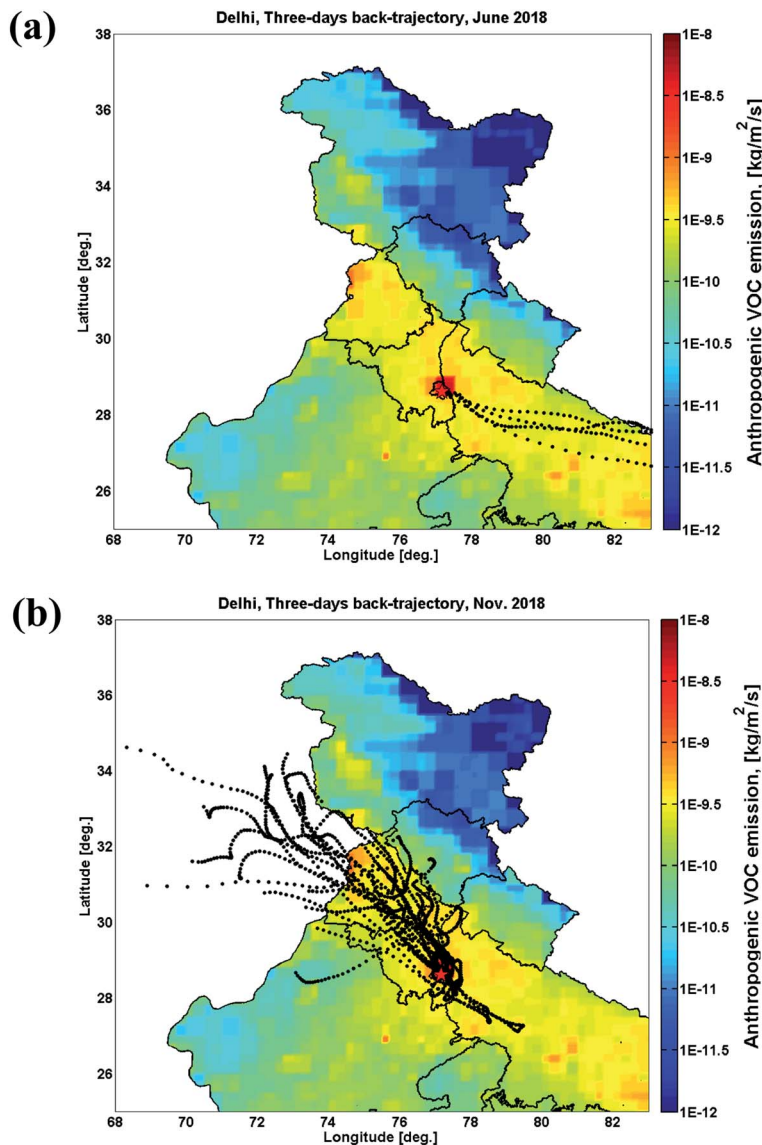 (a)
Delhi, Three-days back-trajectory, June 2018
38
36
34
32
30
28
26
Latitude [deg.]
68 70 72 74 76 78 80 82
Longitude [deg.]
1E-8
1E-8.5
1E-9
1E-9.5
1E-10
1E-10.5
1E-11
1E-11.5
1E-12
Anthropogenic VOC emission, [kg/m²/s]
(b)
Delhi, Three-days back-trajectory, Nov. 2018
38
36
34
32
30
28
26
Latitude [deg.]
68 70 72 74 76 78 80 82
Longitude [deg.]
1E-8
1E-8.5
1E-9
1E-9.5
1E-10
1E-10.5
1E-11
1E-11.5
1E-12
Anthropogenic VOC emission, [kg/m²/s]